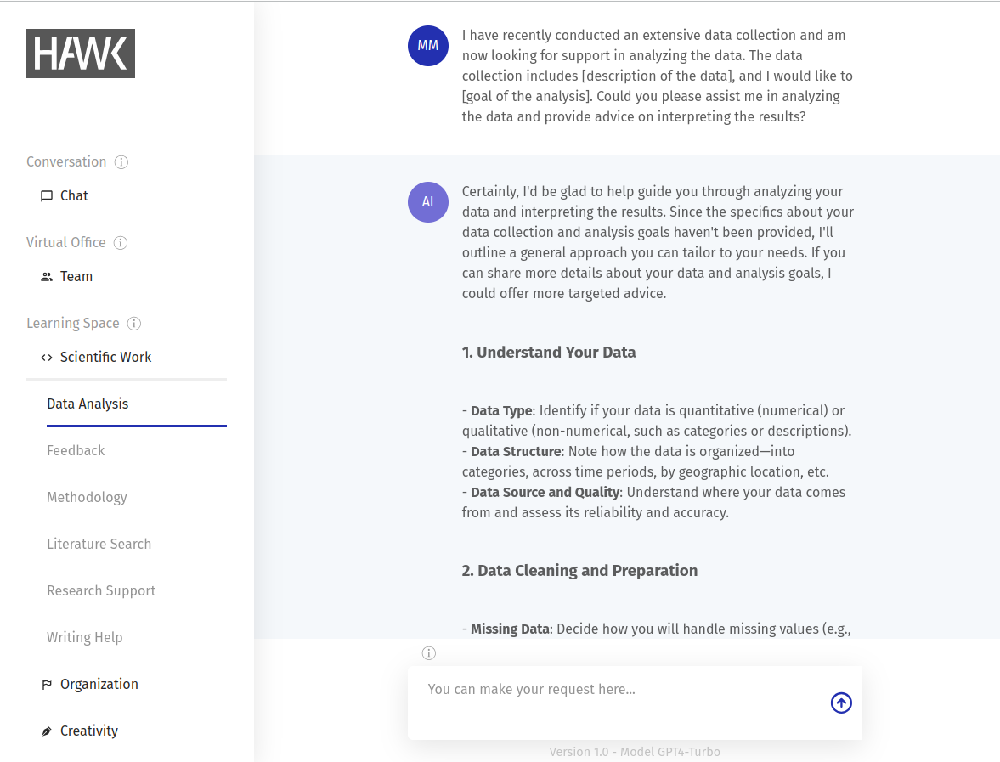 HAWK
Conversation
Chat
Virtual Office
Team
Learning Space
Scientific Work
Data Analysis
Feedback
Methodology
Literature Search
Research Support
Writing Help
Organization
Creativity
MM
I have recently conducted an extensive data collection and am
now looking for support in analyzing the data. The data
collection includes [description of the data], and I would like to
[goal of the analysis]. Could you please assist me in analyzing
the data and provide advice on interpreting the results?
AI
Certainly, I'd be glad to help guide you through analyzing your
data and interpreting the results. Since the specifics about your
data collection and analysis goals haven't been provided, I'll
outline a general approach you can tailor to your needs. If you
can share more details about your data and analysis goals, I
could offer more targeted advice.
1. Understand Your Data
- Data Type: Identify if your data is quantitative (numerical) or
qualitative (non-numerical, such as categories or descriptions).
- Data Structure: Note how the data is organized—into
categories, across time periods, by geographic location, etc.
- Data Source and Quality: Understand where your data comes
from and assess its reliability and accuracy.
2. Data Cleaning and Preparation
- Missing Data: Decide how you will handle missing values (e.g.,
You can make your request here...
Version 1.0 - Model GPT4-Turbo